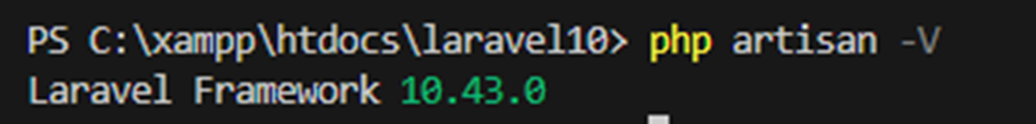 PS C:\xampp\htdocs\laravel10> php artisan -V
Laravel Framework 10.43.0